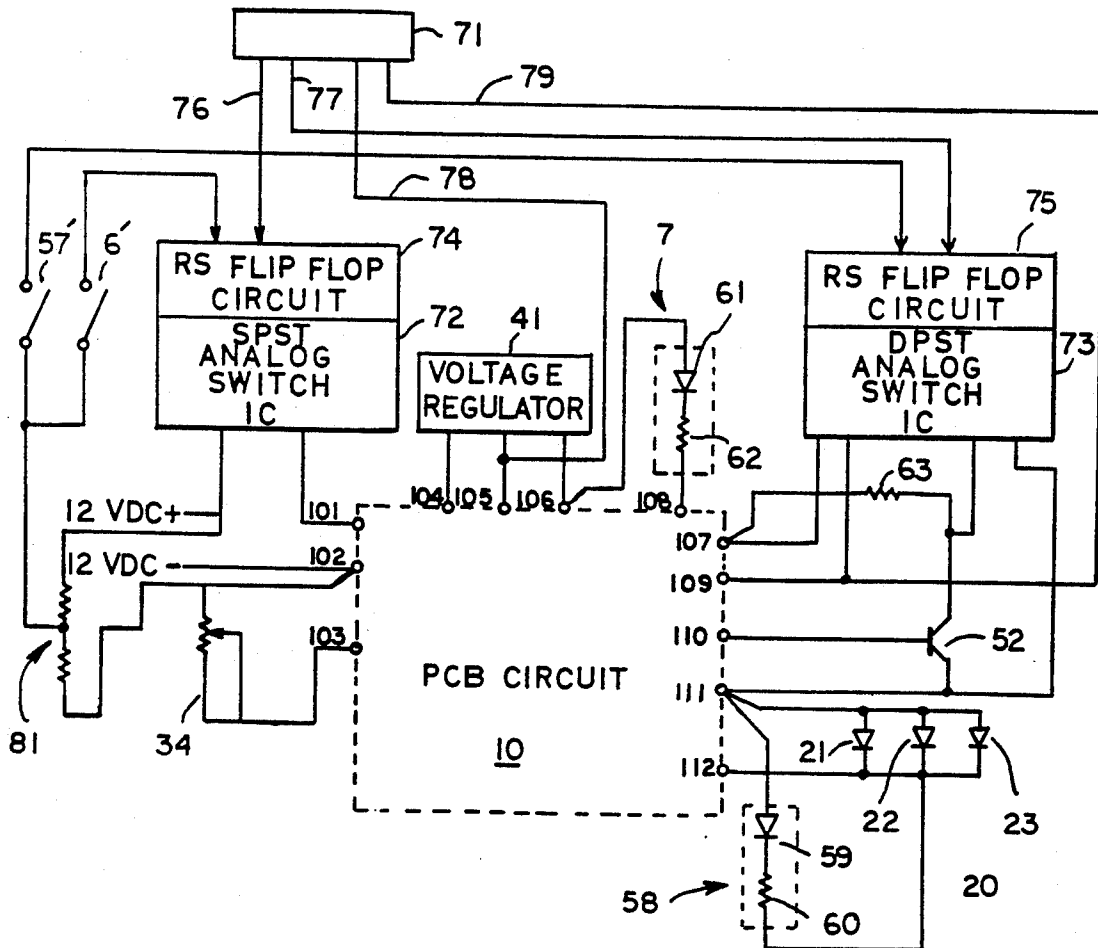 71
79
76
77
78
57'
6'
RS FLIP FLOP
CIRCUIT
74
SPST
ANALOG
SWITCH
IC
72
41
VOLTAGE
REGULATOR
7
61
62
75
RS FLIP FLOP
CIRCUIT
DPST
ANALOG
SWITCH
IC
73
63
104
105
106
108
12 VDC+
101
107
12 VDC-
102
109
103
110
52
PCB CIRCUIT
10
111
81
34
112
21
22
23
58
59
60
20